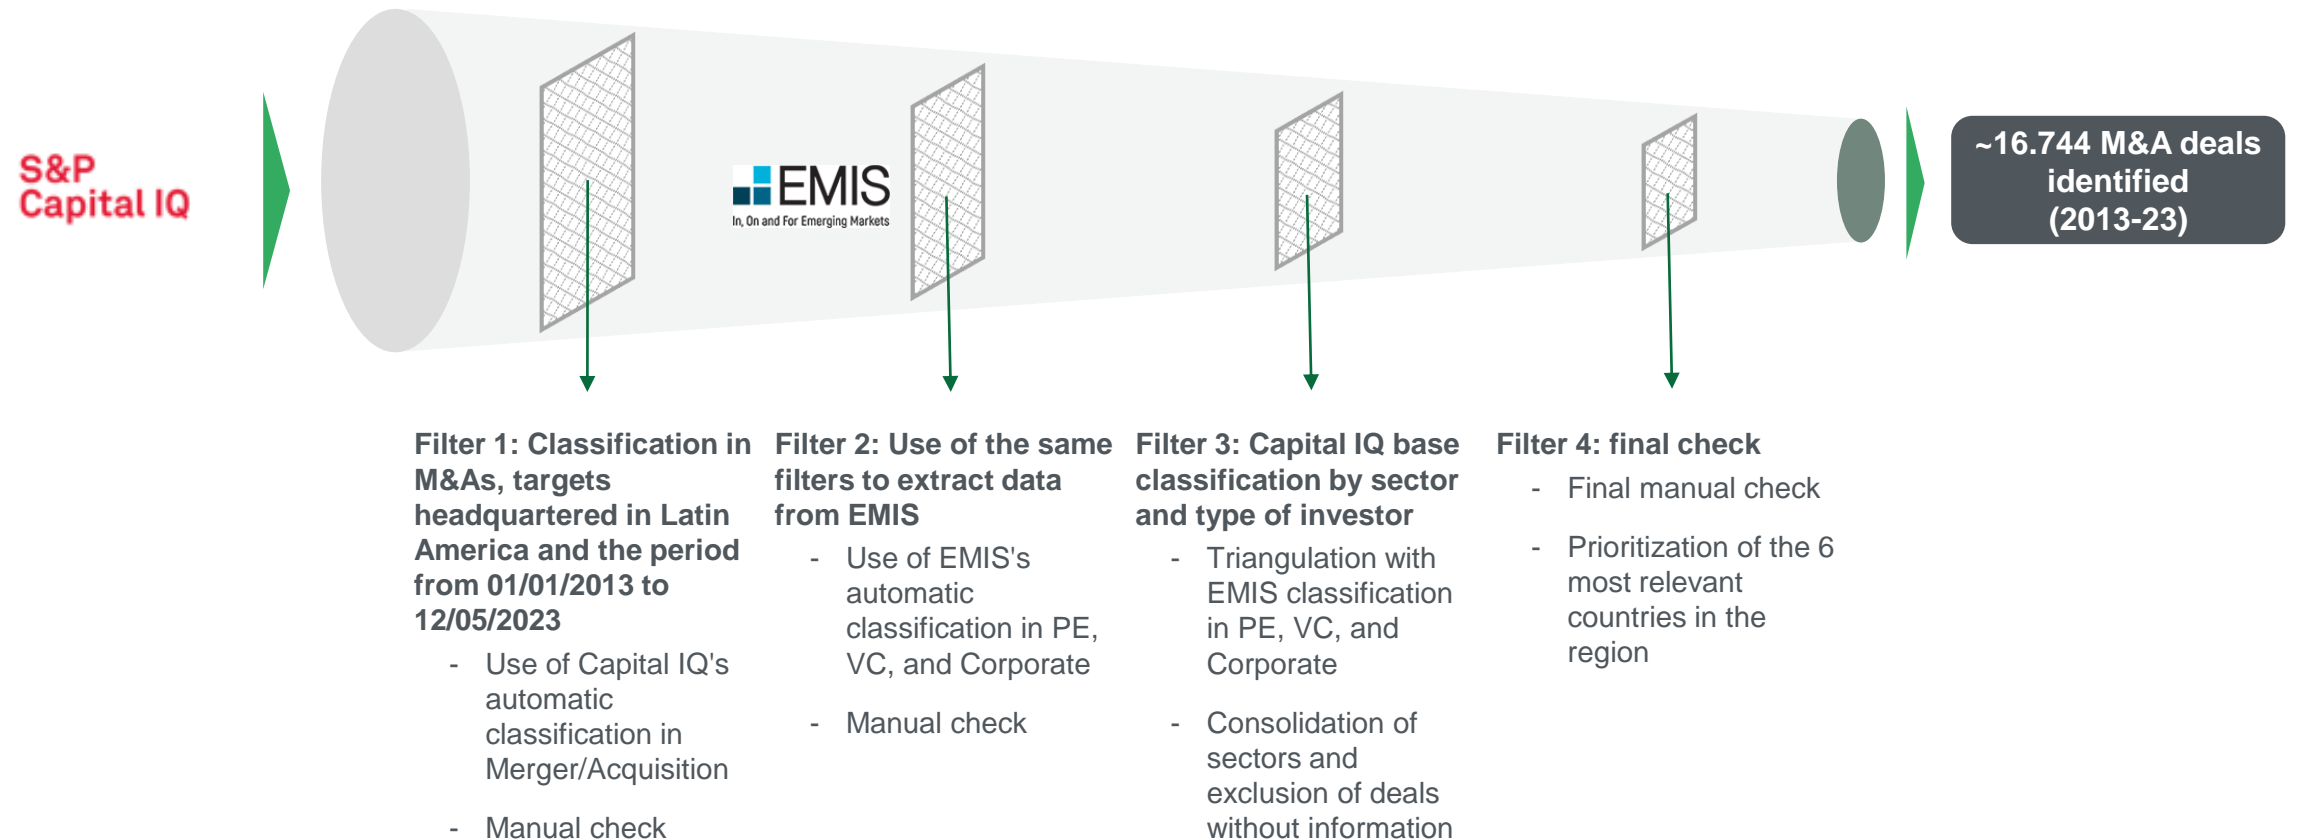 S&P
Capital IQ
EMIS
In, On and For Emerging Markets
~16.744 M&A deals
identified
(2013-23)
Filter 1: Classification in
M&As, targets
headquartered in Latin
America and the period
from 01/01/2013 to
12/05/2023
- Use of Capital IQ's
automatic
classification in
Merger/Acquisition
- Manual check
Filter 2: Use of the same
filters to extract data
from EMIS
- Use of EMIS's
automatic
classification in PE,
VC, and Corporate
- Manual check
Filter 3: Capital IQ base
classification by sector
and type of investor
- Triangulation with
EMIS classification
in PE, VC, and
Corporate
- Consolidation of
sectors and
exclusion of deals
without information
Filter 4: final check
- Final manual check
- Prioritization of the 6
most relevant
countries in the
region